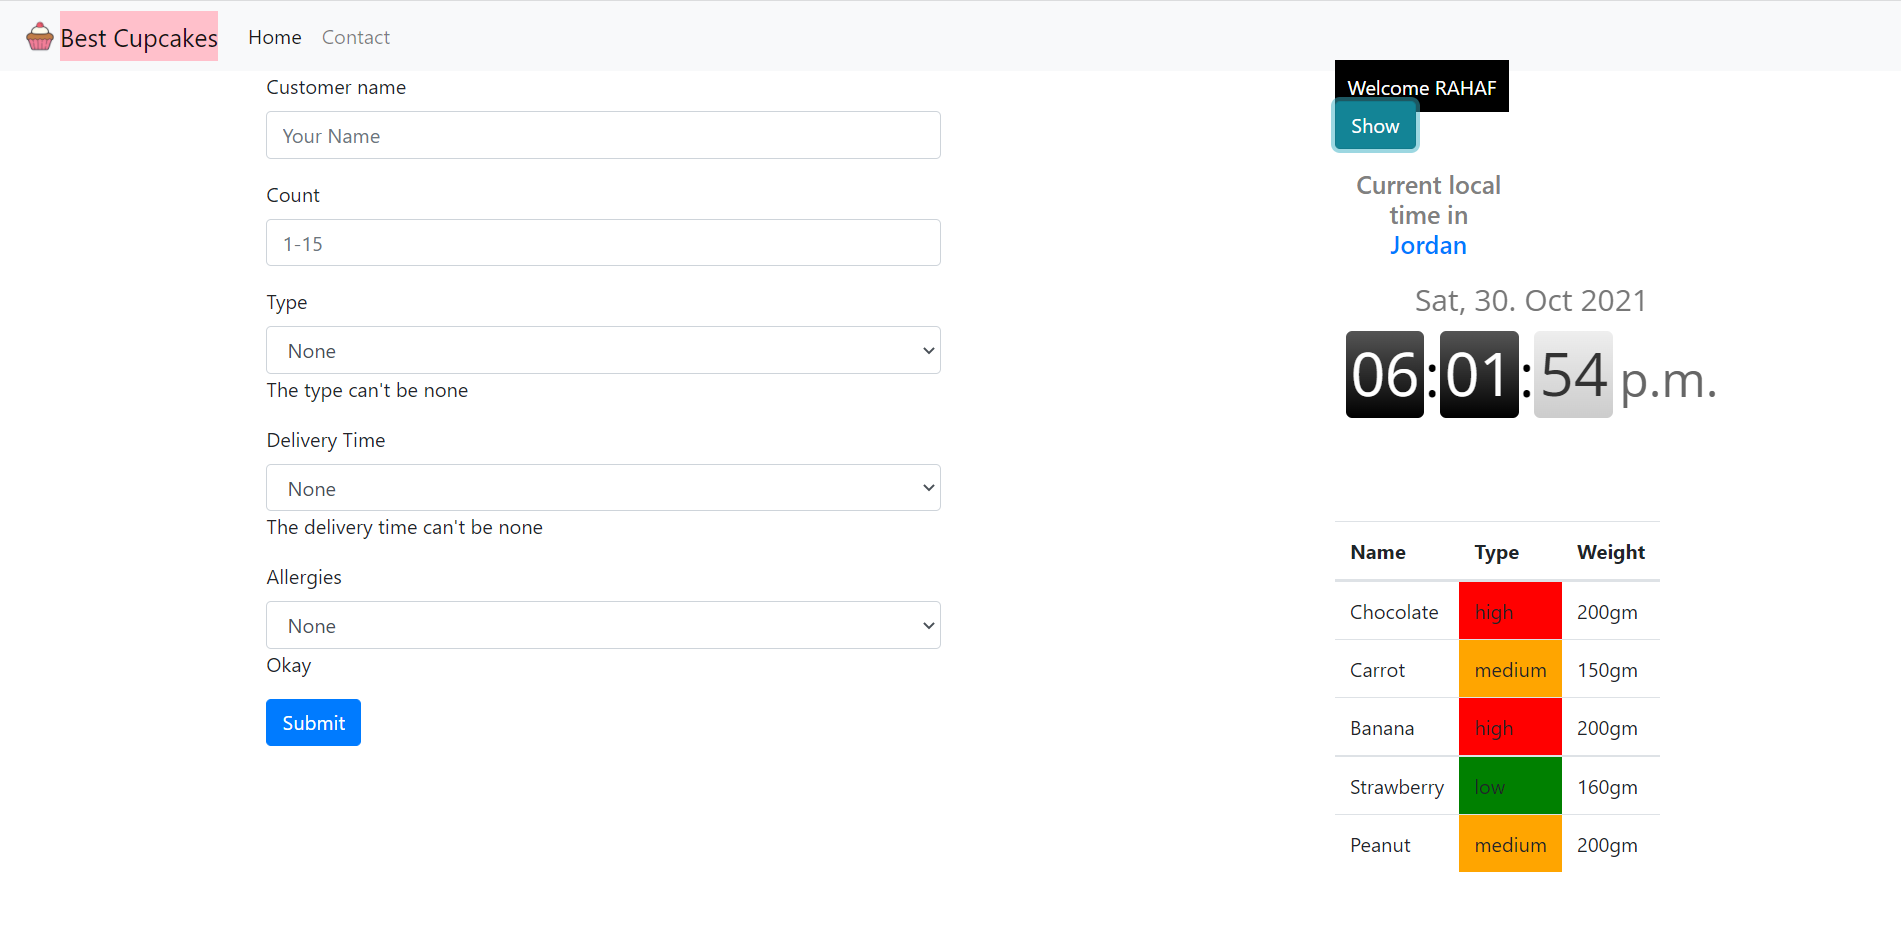 Best Cupcakes Home Contact
Customer name
Your Name
Count
1-15
Type
None
The type can't be none
Delivery Time
None
The delivery time can't be none
Allergies
None
Okay
Submit
Welcome RAHAF
Show
Current local
time in
Jordan
Sat, 30. Oct 2021
06:01:54 p.m.
Name Type Weight
Chocolate high 200gm
Carrot medium 150gm
Banana high 200gm
Strawberry low 160gm
Peanut medium 200gm